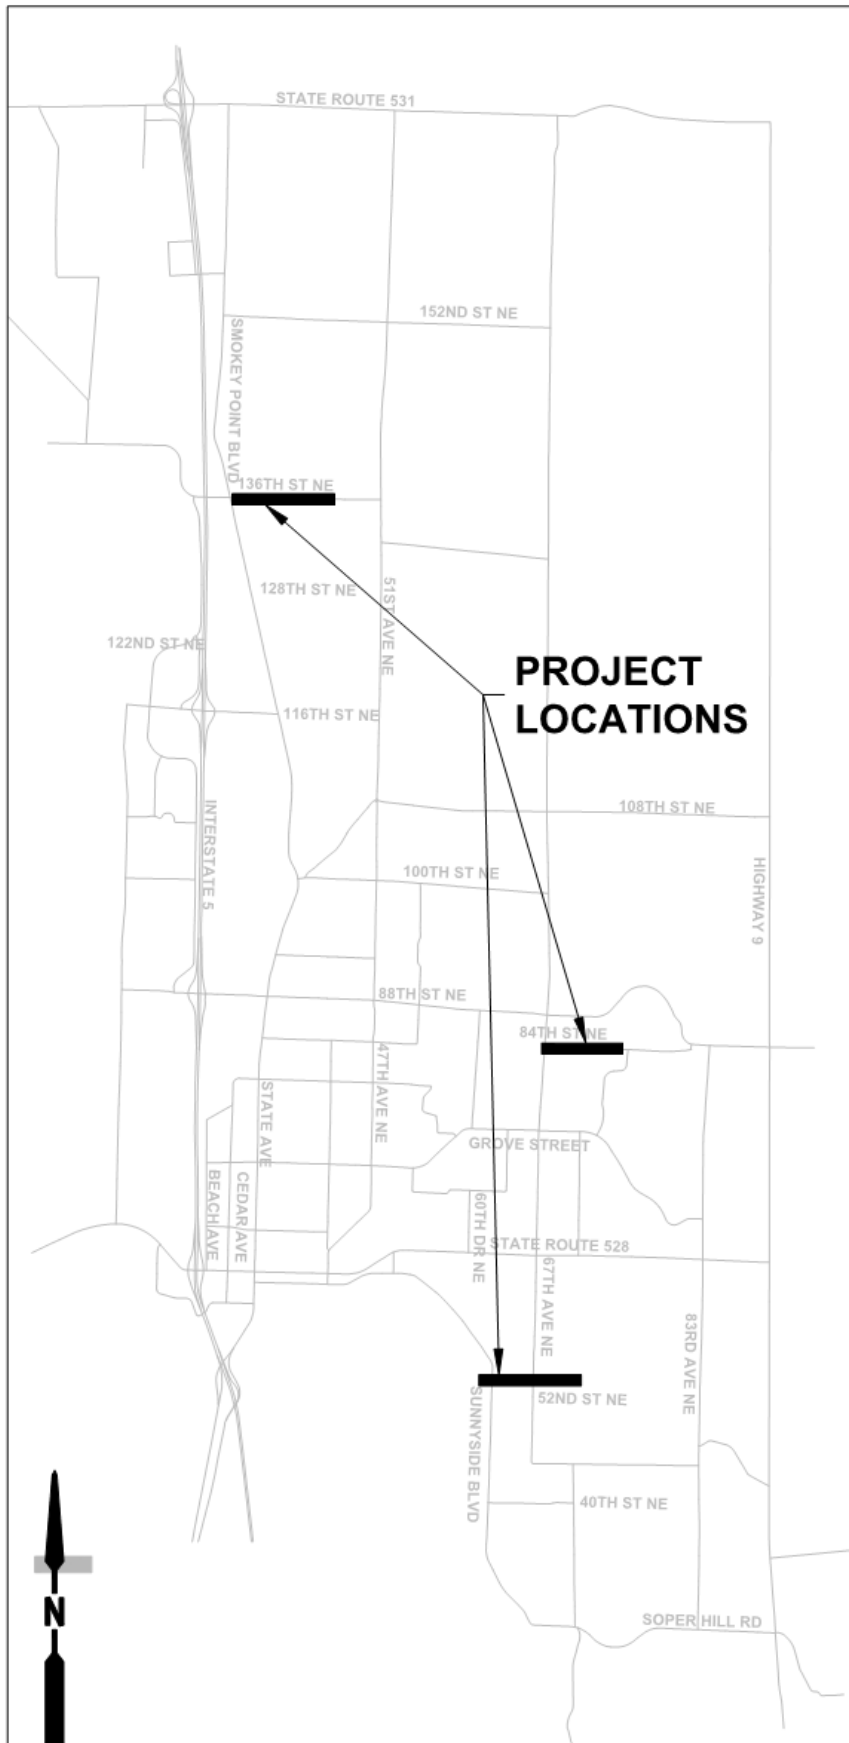 STATE ROUTE 531
152ND ST NE
SMOKEY POINT BLVD
136TH ST NE
128TH ST NE
51ST AVE NE
122ND ST NE
PROJECT
LOCATIONS
116TH ST NE
INTERSTATE 5
108TH ST NE
100TH ST NE
HIGHWAY 9
88TH ST NE
84TH ST NE
47TH AVE NE
STATE AVE
GROVE STREET
BEACH AVE
CEDAR AVE
60TH DR NE
STATE ROUTE 528
67TH AVE NE
83RD AVE NE
52ND ST NE
SUNNYSIDE BLVD
40TH ST NE
N
SOPER HILL RD